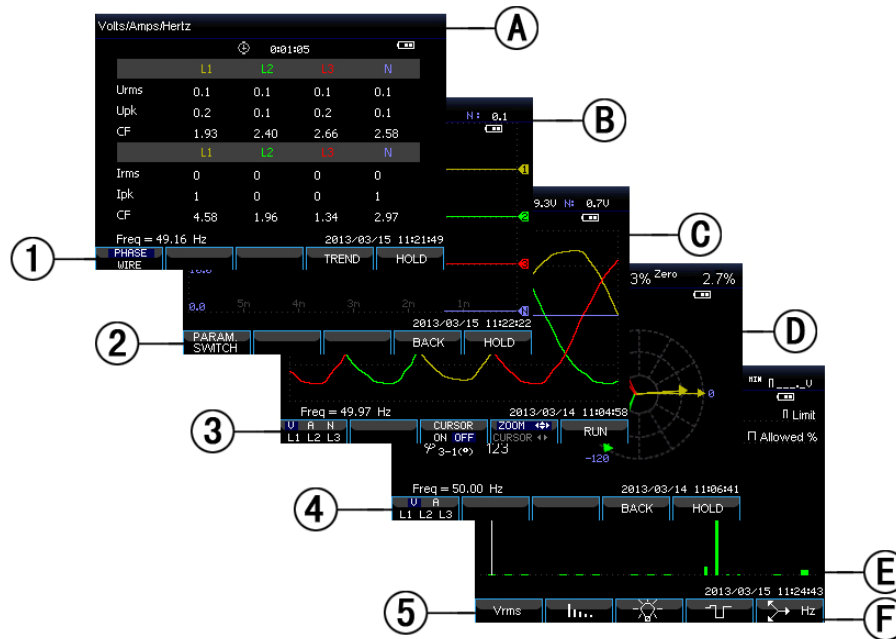 Volts/Amps/Hertz
A
0:01:05
L1 L2 L3 N
Urms 0.1 0.1 0.1 0.1
Upk 0.2 0.1 0.2 0.1
CF 1.93 2.40 2.66 2.58
L1 L2 L3 N
Irms 0 0 0 0
Ipk 1 0 0 1
CF 4.58 1.96 1.34 2.97
Freq = 49.16 Hz 2013/03/15 11:21:49
1
PHASE
WIRE
TREND
HOLD
N: 0.1
B
1
2
3
N
0.0 5m 4m 3m 2m 1m
2013/03/15 11:22:22
2
PARAM.
SWITCH
BACK
HOLD
9.3V N: 0.7V
C
Freq = 49.97 Hz 2013/03/14 11:04:58
3
V A N
L1 L2 L3
CURSOR
ON OFF
ZOOM
CURSOR
RUN
3% Zero 2.7%
D
0
-120
φ3-1(º) 123
Freq = 50.00 Hz 2013/03/14 11:06:41
4
V A
L1 L2 L3
BACK
HOLD
MIN Π___._V
Π Limit
Π Allowed %
E
2013/03/15 11:24:43
5
Vrms
Hz
F